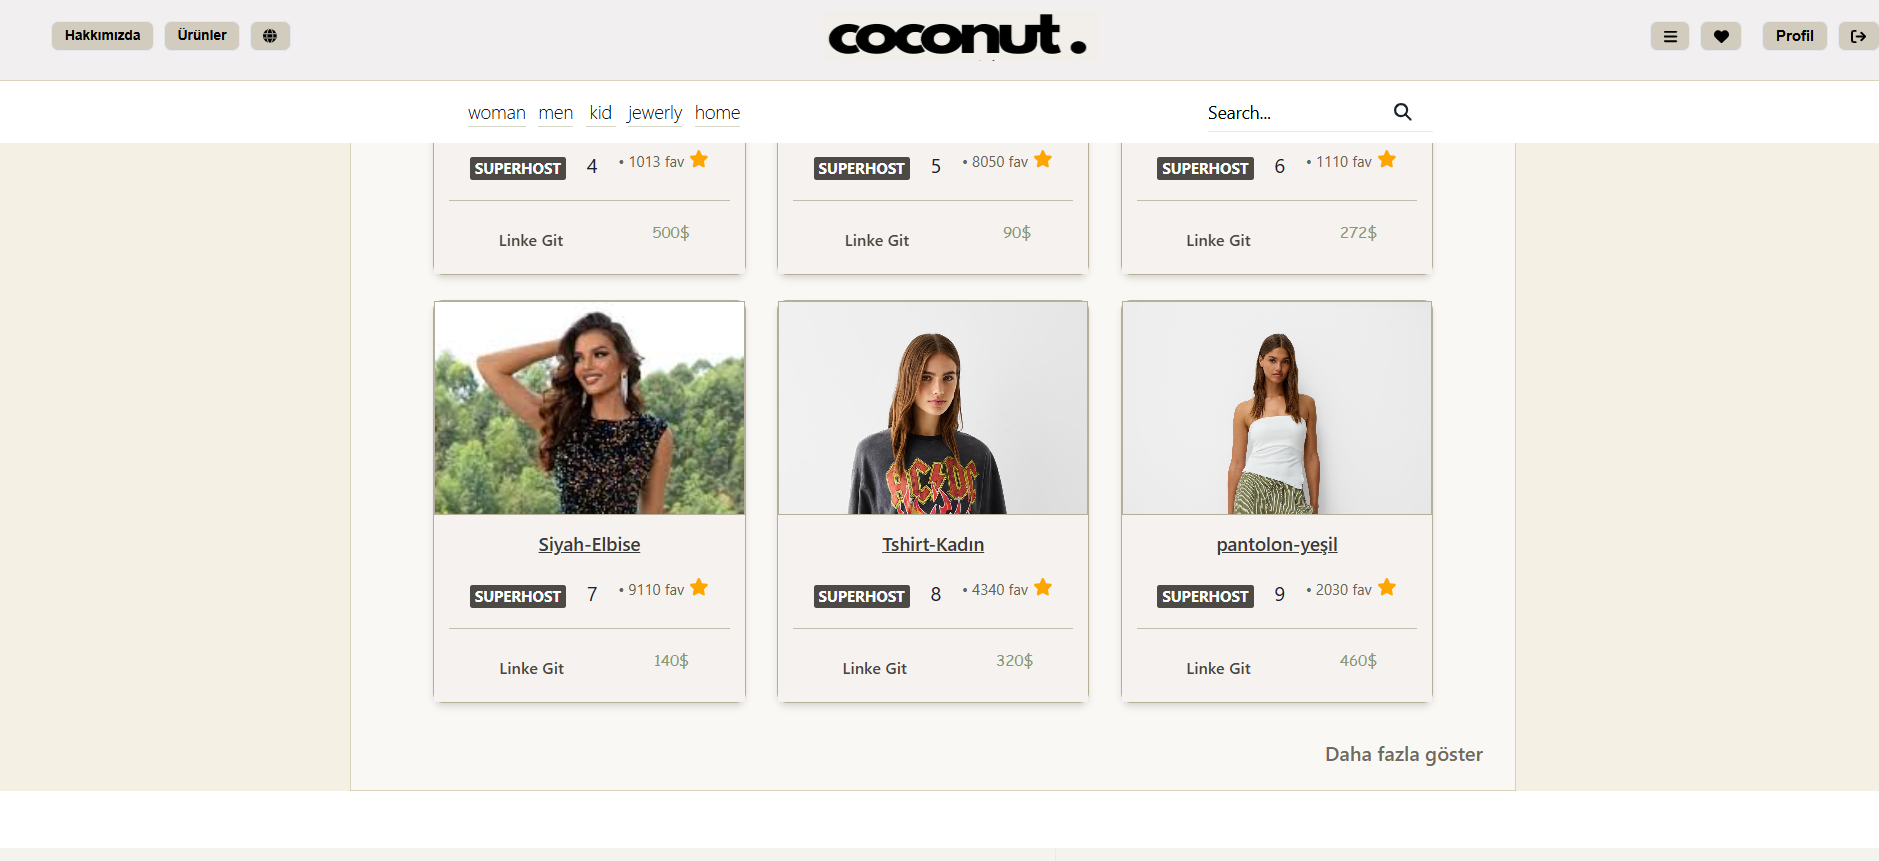 Hakkımızda Ürünler coconut. Profil
woman men kid jewerly home Search...
SUPERHOST 4 • 1013 fav SUPERHOST 5 • 8050 fav SUPERHOST 6 • 1110 fav
Linke Git 500$ Linke Git 90$ Linke Git 272$
AC/DC
Siyah-Elbise Tshirt-Kadın pantolon-yeşil
SUPERHOST 7 • 9110 fav SUPERHOST 8 • 4340 fav SUPERHOST 9 • 2030 fav
Linke Git 140$ Linke Git 320$ Linke Git 460$
Daha fazla göster